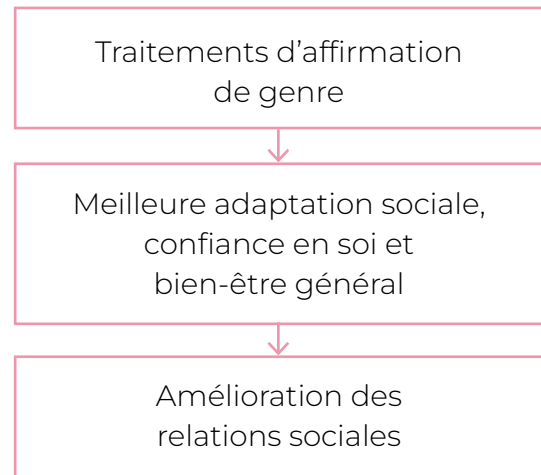 Traitements d’affirmation
de genre
Meilleure adaptation sociale,
confiance en soi et
bien-être général
Amélioration des
relations sociales